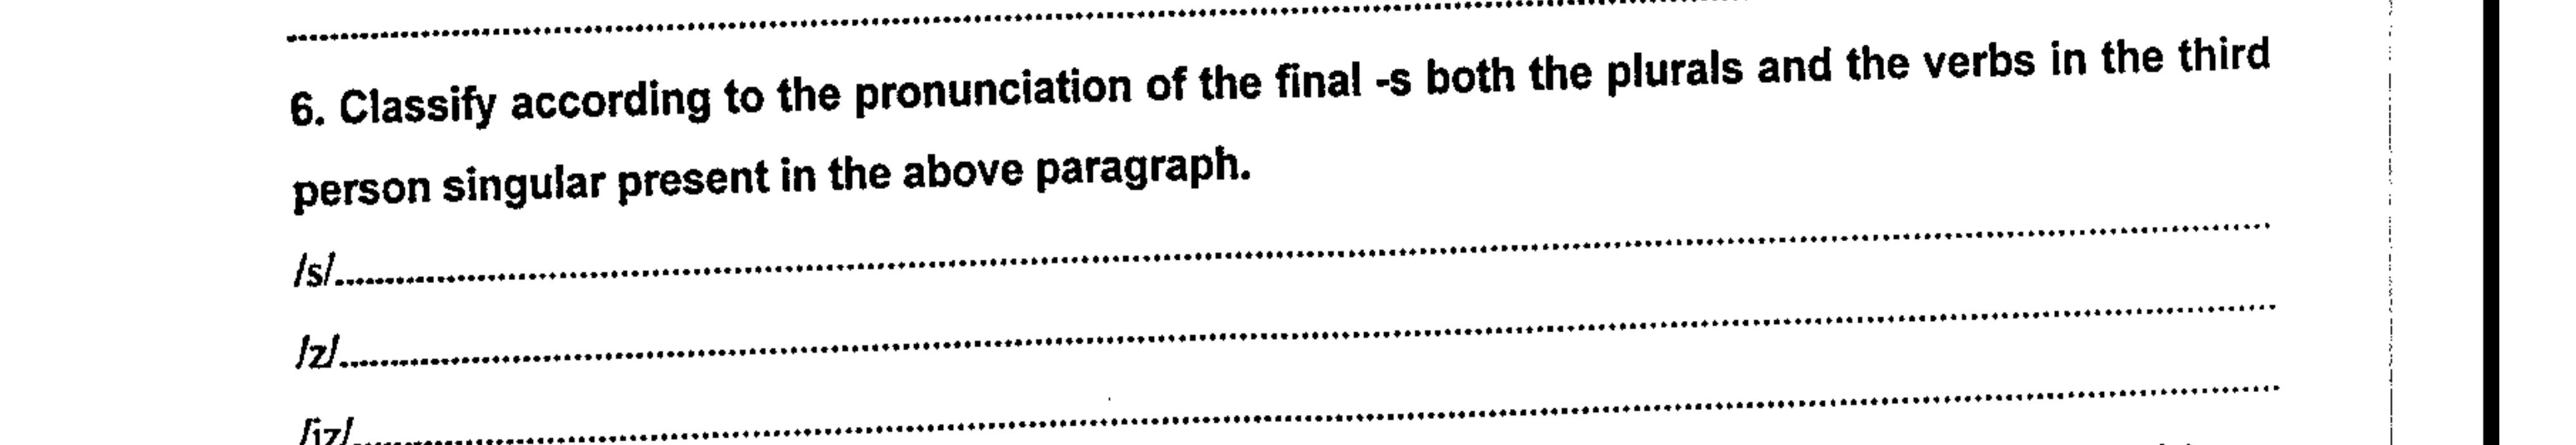 6. Classify according to the pronunciation of the final -s both the plurals and the verbs in the third
person singular present in the above paragraph.
/s/
/z/
/iz/